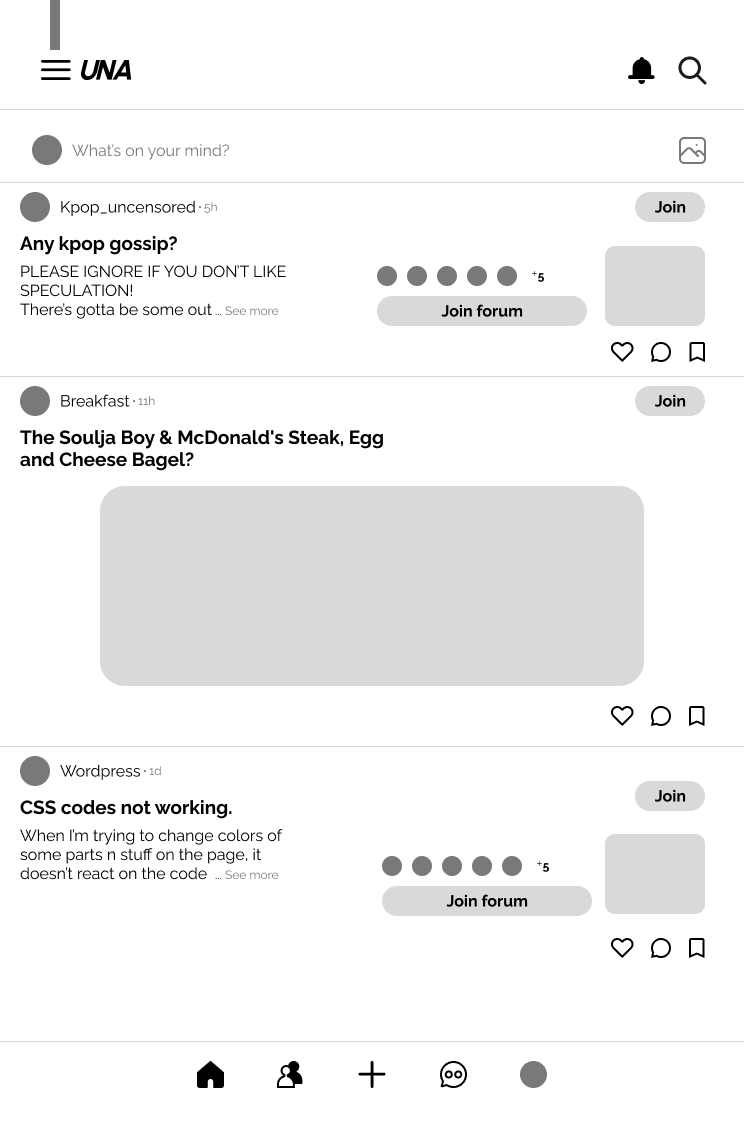 UNA
What's on your mind?
Kpop_uncensored · 5h
Join
Any kpop gossip?
PLEASE IGNORE IF YOU DON'T LIKE
SPECULATION!
There's gotta be some out ... See more
+5
Join forum
Breakfast · 11h
Join
The Soulja Boy & McDonald's Steak, Egg
and Cheese Bagel?
Wordpress · 1d
Join
CSS codes not working.
When I'm trying to change colors of
some parts n stuff on the page, it
doesn't react on the code ... See more
+5
Join forum